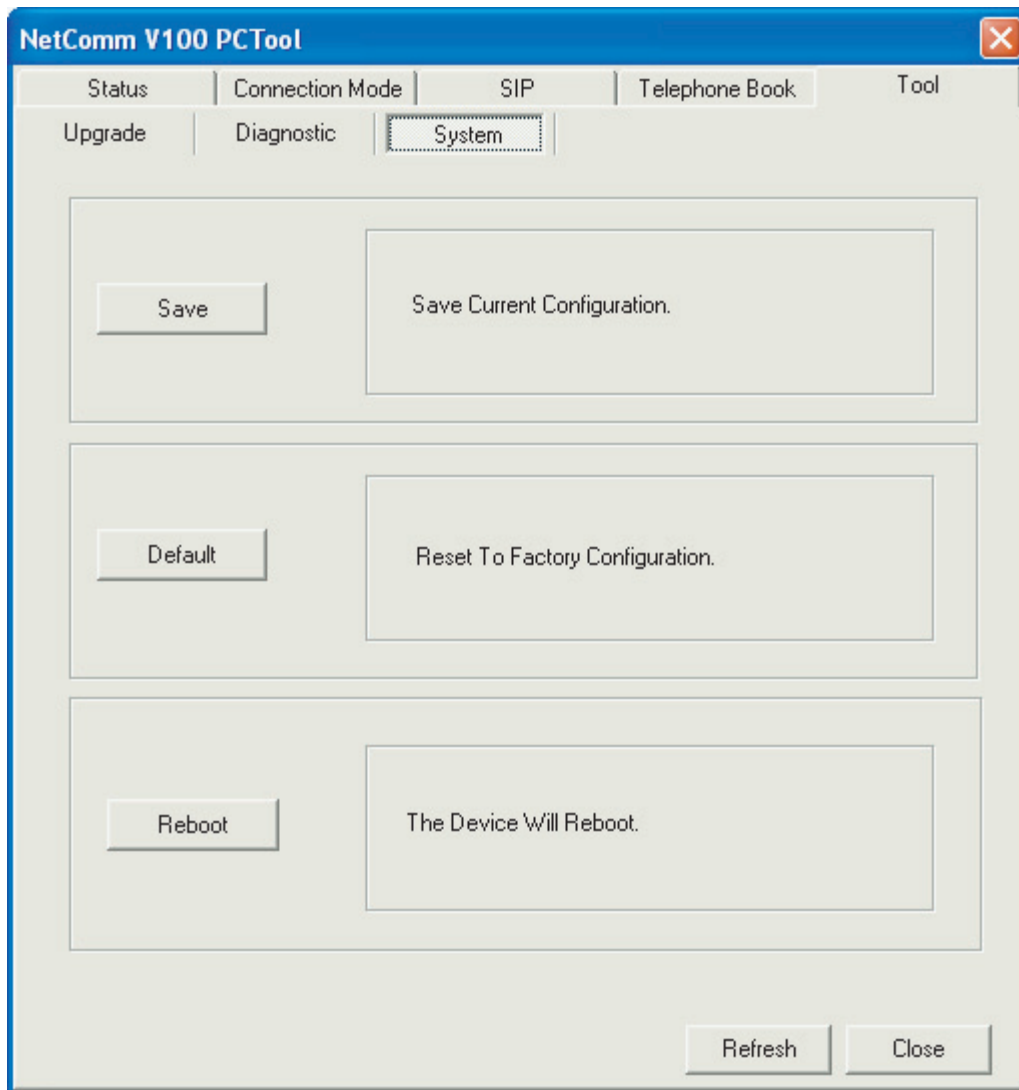 NetComm V100 PCTool
Status Connection Mode SIP Telephone Book Tool
Upgrade Diagnostic System
Save Save Current Configuration.
Default Reset To Factory Configuration.
Reboot The Device Will Reboot.
Refresh Close